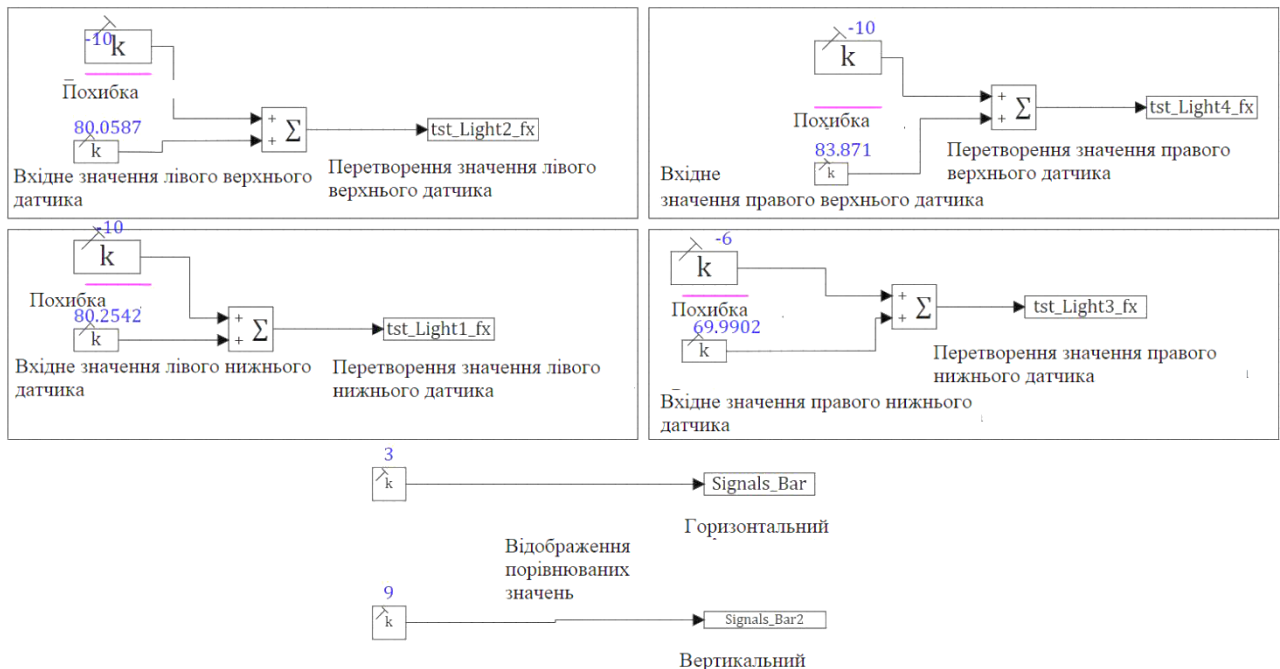 -10
k
Похибка
80.0587
k
Вхідне значення лівого верхнього
датчика
+
+
Σ
tst_Light2_fx
Перетворення значення лівого
верхнього датчика
-10
k
Похибка
83.871
k
Вхідне
значення правого верхнього датчика
+
+
Σ
tst_Light4_fx
Перетворення значення правого
верхнього датчика
-10
k
Похибка
80.2542
k
Вхідне значення лівого нижнього
датчика
+
+
Σ
tst_Light1_fx
Перетворення значення лівого
нижнього датчика
-6
k
Похибка
69.9902
k
Вхідне значення правого нижнього
датчика
+
+
Σ
tst_Light3_fx
Перетворення значення правого
нижнього датчика
3
k
Signals_Bar
Горизонтальний
Відображення
порівнюваних
значень
9
k
Signals_Bar2
Вертикальний